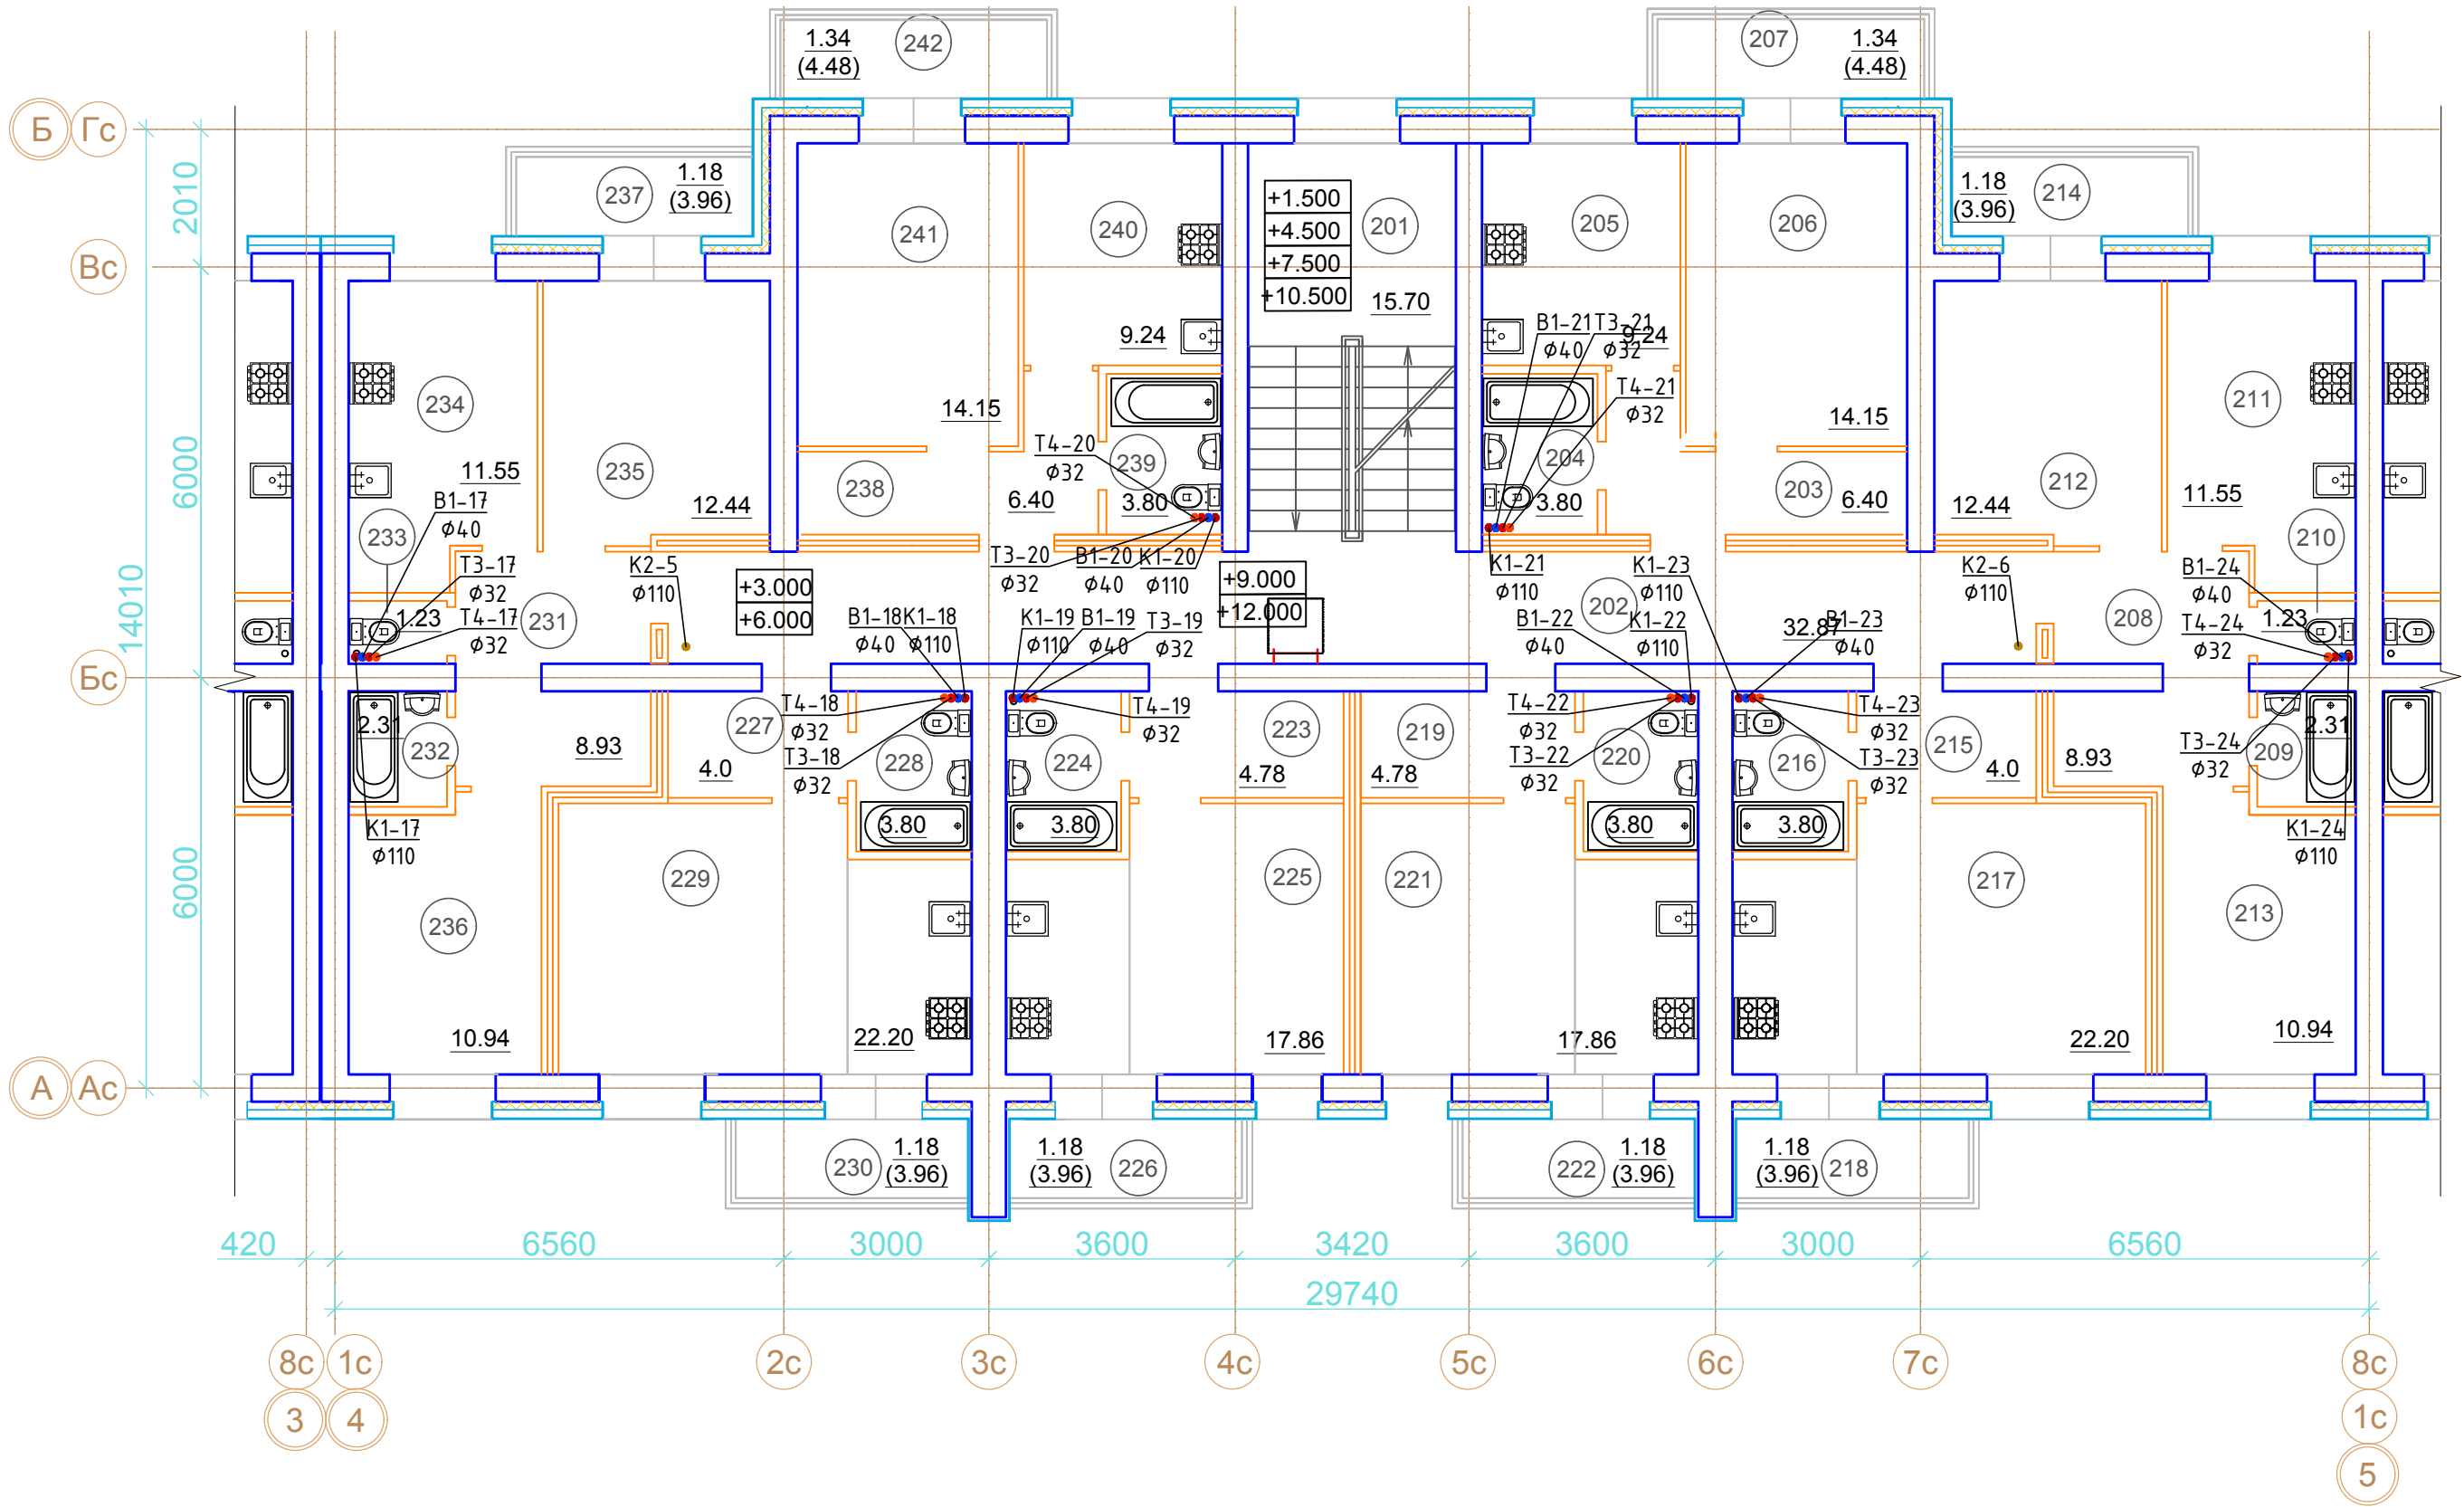 1.34
(4.48)
242
207
1.34
(4.48)
Б
Гс
2010
237
1.18
(3.96)
1.18
(3.96)
214
241
240
+1.500
+4.500
+7.500
+10.500
201
205
206
Вс
15.70
9.24
В1-21
Ф40
Т3-21
Ф32
9.24
234
14.15
Т4-21
Ф32
14.15
211
6000
11.55
235
Т4-20
Ф32
239
204
212
11.55
В1-17
Ф40
12.44
238
6.40
3.80
3.80
203
6.40
12.44
233
210
Т3-17
Ф32
К2-5
Ф110
Т3-20
Ф32
В1-20
Ф40
К1-20
Ф110
К1-21
Ф110
К1-23
Ф110
К2-6
Ф110
В1-24
Ф40
14010
+3.000
+6.000
+9.000
+12.000
1.23
Т4-17
Ф32
231
В1-18
Ф40
К1-18
Ф110
К1-19
Ф110
В1-19
Ф40
Т3-19
Ф32
202
В1-22
Ф40
К1-22
Ф110
32.87
В1-23
Ф40
208
Т4-24
Ф32
1.23
Бс
2.31
232
8.93
227
4.0
Т4-18
Ф32
Т3-18
Ф32
228
224
Т4-19
Ф32
223
4.78
219
4.78
Т4-22
Ф32
Т3-22
Ф32
220
216
Т4-23
Ф32
Т3-23
Ф32
215
4.0
8.93
Т3-24
Ф32
209
2.31
К1-17
Ф110
3.80
3.80
3.80
3.80
К1-24
Ф110
6000
236
229
225
221
217
213
10.94
22.20
17.86
17.86
22.20
10.94
А
Ас
230
1.18
(3.96)
1.18
(3.96)
226
222
1.18
(3.96)
1.18
(3.96)
218
420
6560
3000
3600
3420
3600
3000
6560
29740
8с
1с
2с
3с
4с
5с
6с
7с
8с
3
4
1с
5